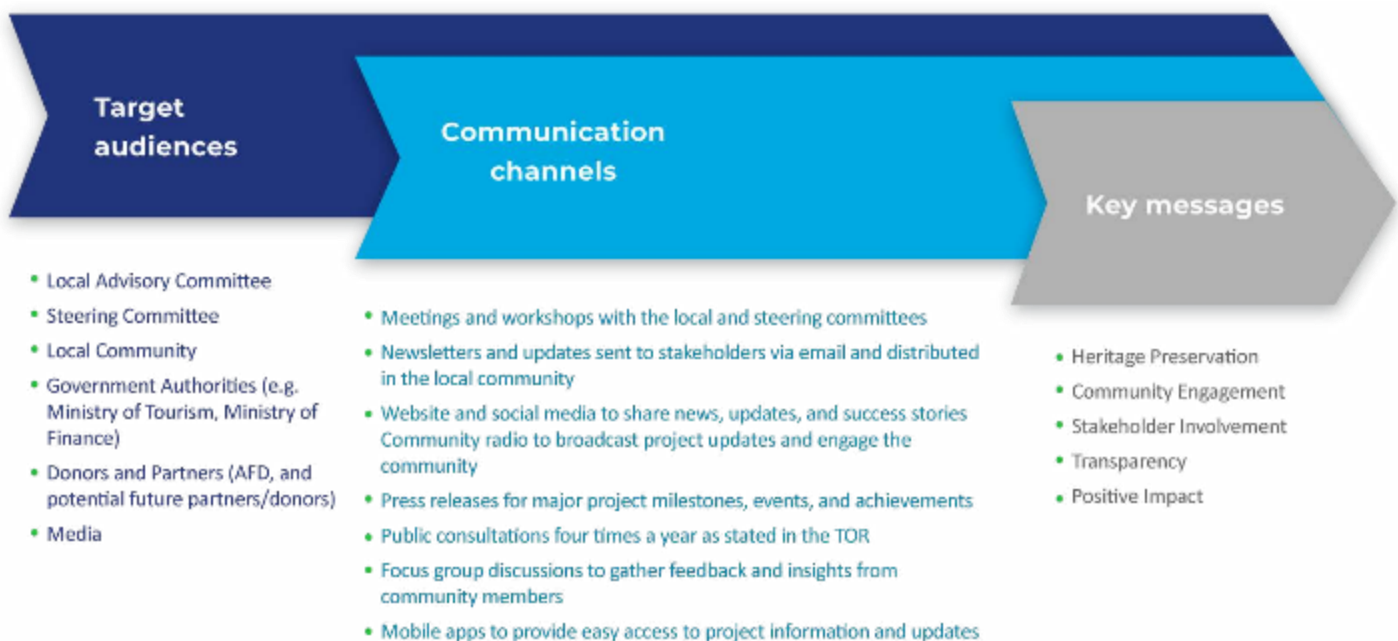 Target
audiences
Communication
channels
Key messages
• Local Advisory Committee
• Steering Committee
• Local Community
• Government Authorities (e.g.
Ministry of Tourism, Ministry of
Finance)
• Donors and Partners (AFD, and
potential future partners/donors)
• Media
• Meetings and workshops with the local and steering committees
• Newsletters and updates sent to stakeholders via email and distributed
in the local community
• Website and social media to share news, updates, and success stories
Community radio to broadcast project updates and engage the
community
• Press releases for major project milestones, events, and achievements
• Public consultations four times a year as stated in the TOR
• Focus group discussions to gather feedback and insights from
community members
• Mobile apps to provide easy access to project information and updates
• Heritage Preservation
• Community Engagement
• Stakeholder Involvement
• Transparency
• Positive Impact